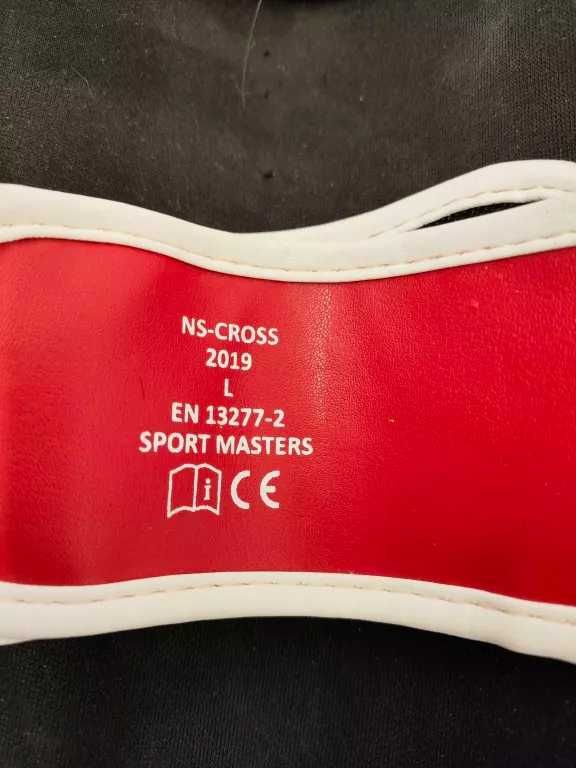 NS-CROSS
2019
L
EN 13277-2
SPORT MASTERS
i CE